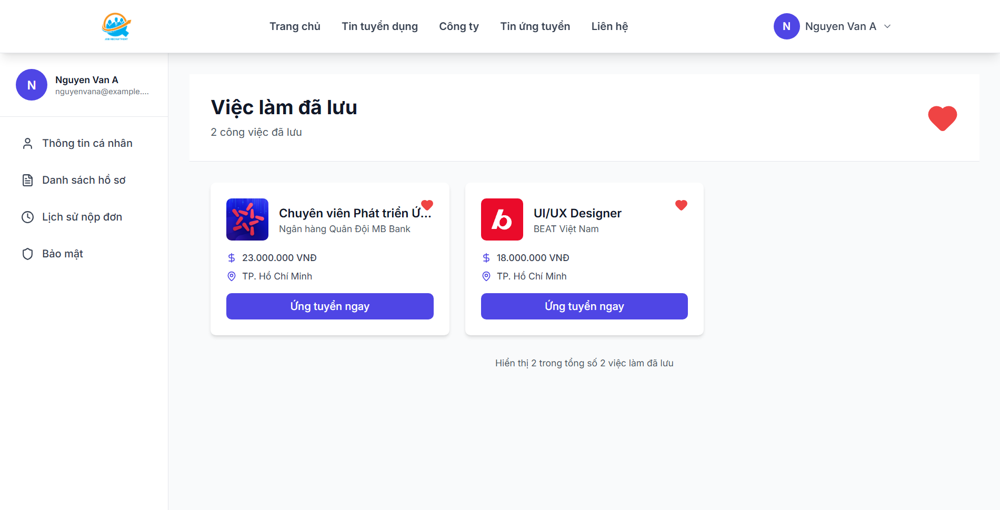 JOB RECRUITMENT
Trang chủ
Tin tuyển dụng
Công ty
Tin ứng tuyển
Liên hệ
N
Nguyen Van A
N
Nguyen Van A
nguyenvana@example....
Thông tin cá nhân
Danh sách hồ sơ
Lịch sử nộp đơn
Bảo mật
Việc làm đã lưu
2 công việc đã lưu
Chuyên viên Phát triển Ứ...
Ngân hàng Quân Đội MB Bank
23.000.000 VNĐ
TP. Hồ Chí Minh
Ứng tuyển ngay
b
UI/UX Designer
BEAT Việt Nam
18.000.000 VNĐ
TP. Hồ Chí Minh
Ứng tuyển ngay
Hiển thị 2 trong tổng số 2 việc làm đã lưu